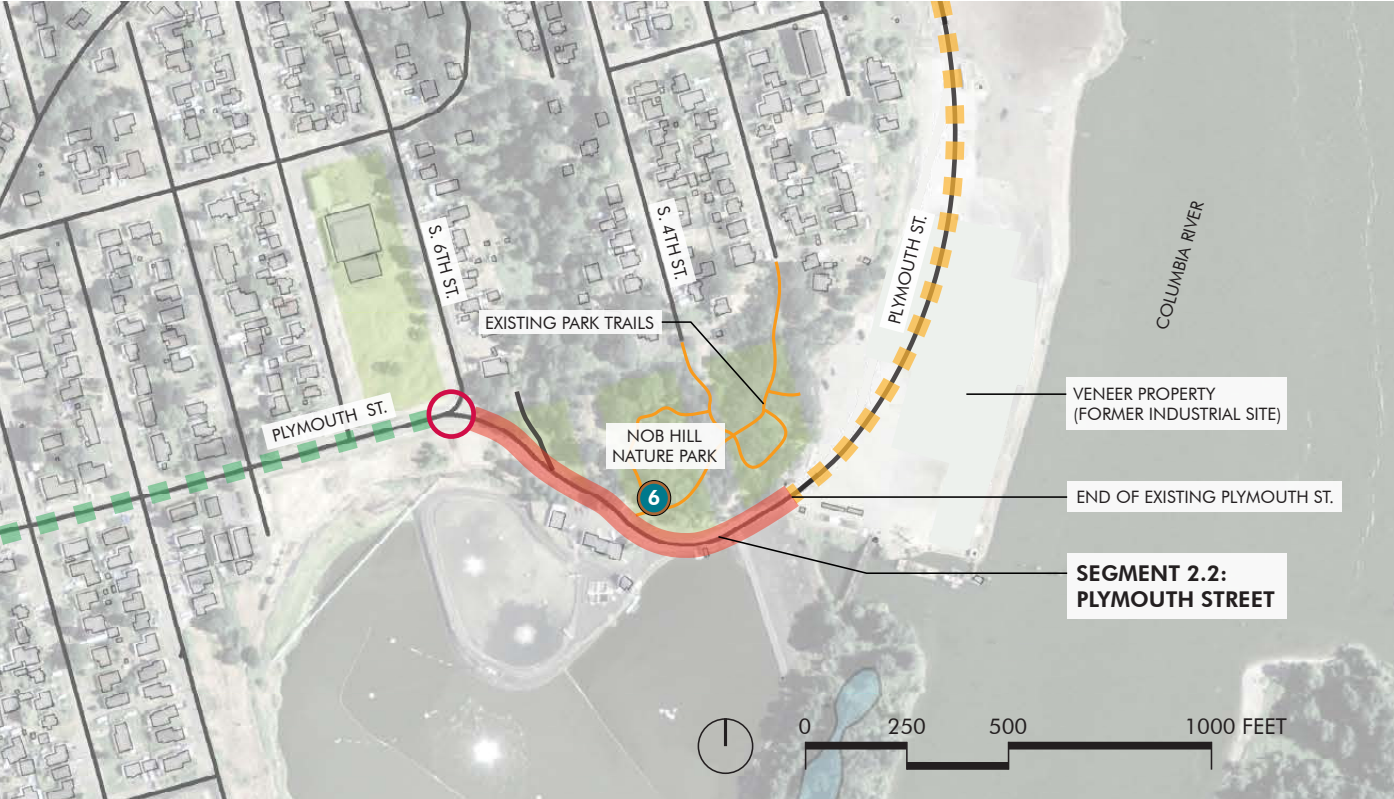 S. 6TH ST.
S. 4TH ST.
PLYMOUTH ST.
COLUMBIA RIVER
EXISTING PARK TRAILS
VENEER PROPERTY
(FORMER INDUSTRIAL SITE)
PLYMOUTH ST.
NOB HILL
NATURE PARK
6
END OF EXISTING PLYMOUTH ST.
SEGMENT 2.2:
PLYMOUTH STREET
0 250 500 1000 FEET